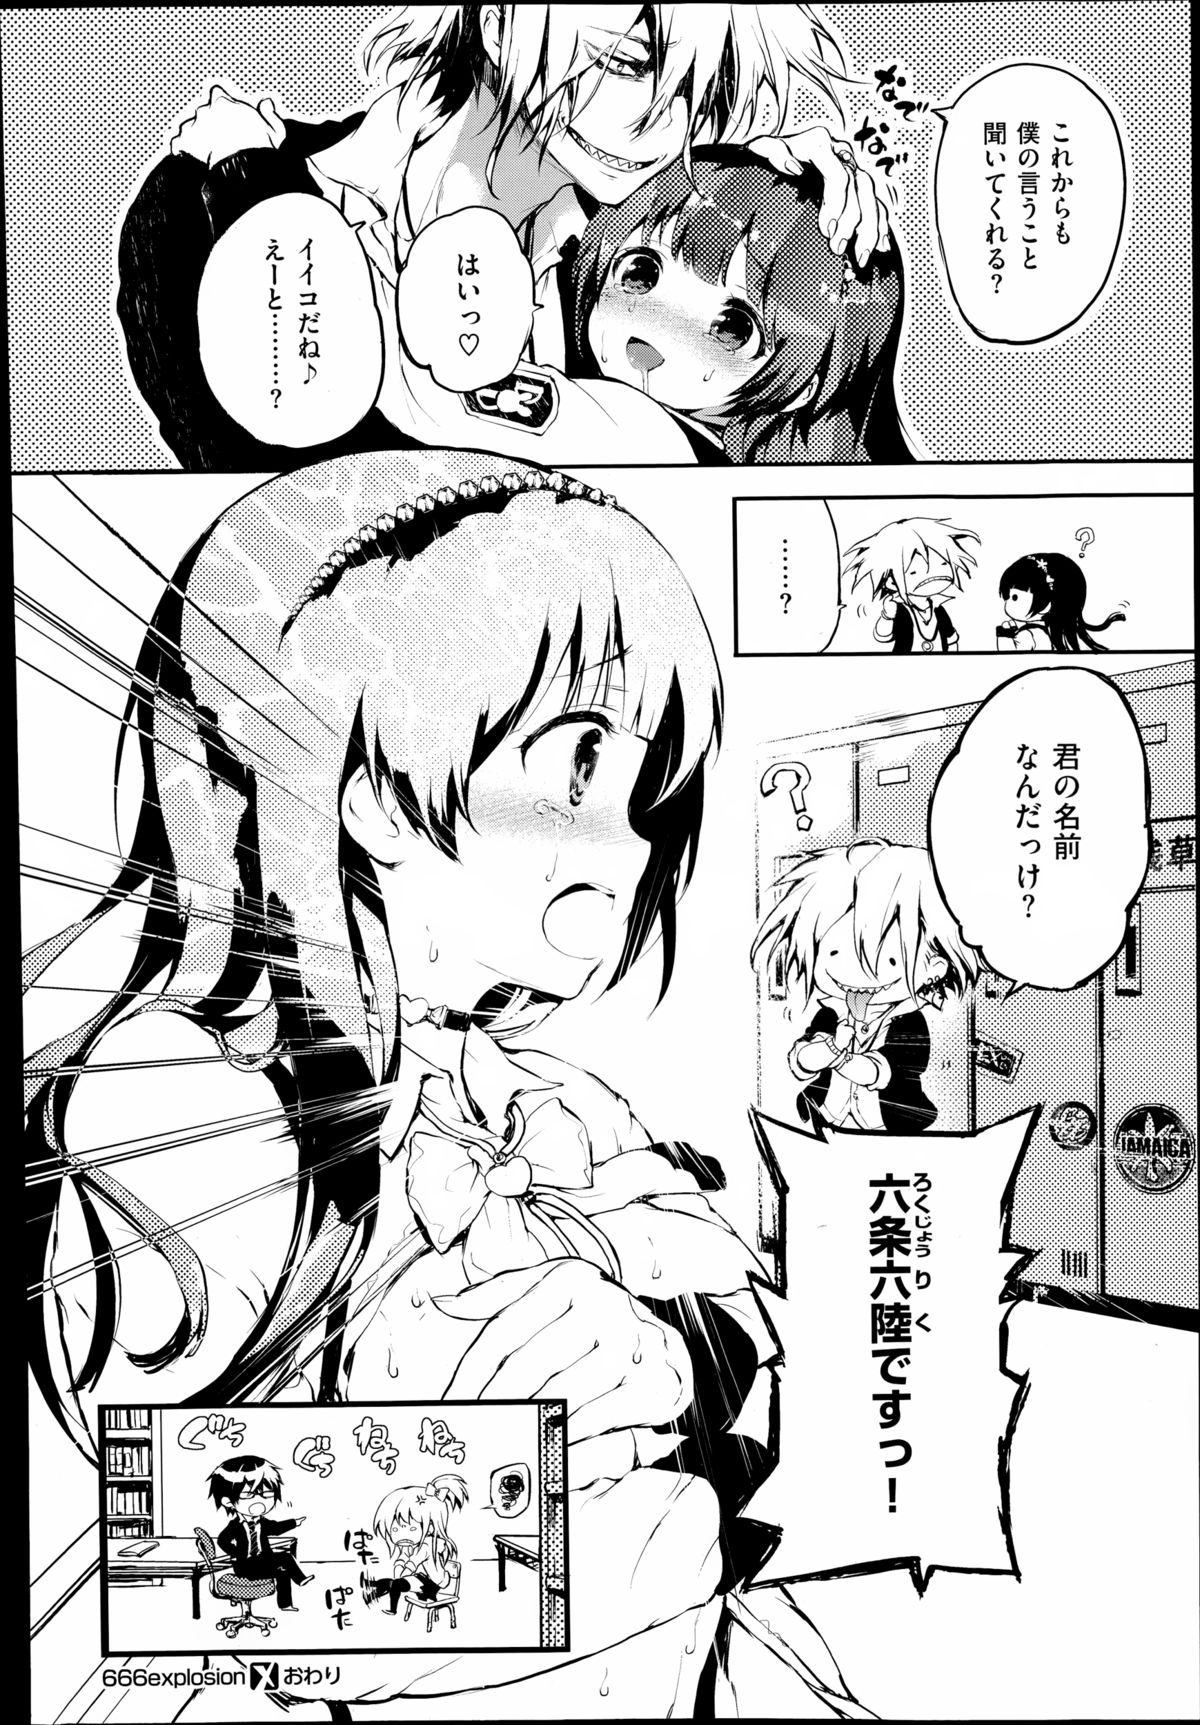 これからも
僕の言うこと
聞いてくれる?
なで
なで
はいっ♡
イイコだね♪
えーと………?
?
……?
君の名前
なんだっけ?
?
草
JAMAICA
ろくじょうりく
六条六陸ですっ!
ねち
ねち
ぐち
ぐち
ぱた
ぱた
666explosion X おわり